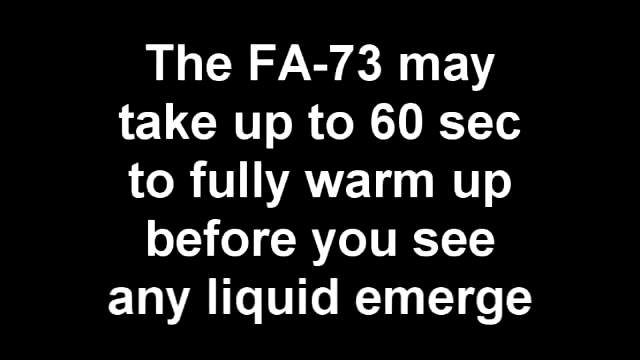 The FA-73 may
take up to 60 sec
to fully warm up
before you see
any liquid emerge